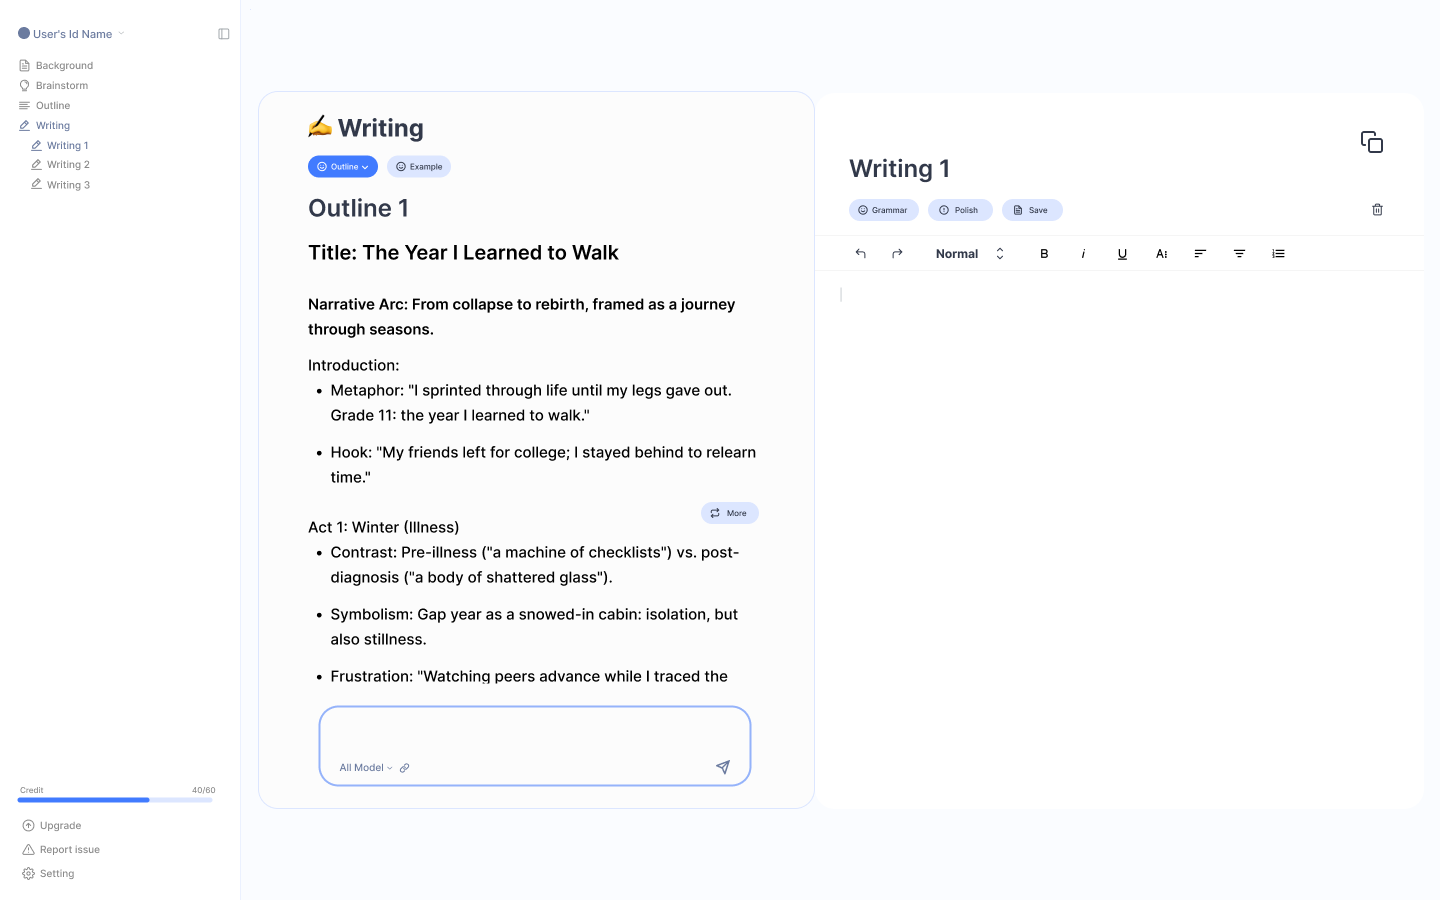 User's Id Name
Background
Brainstorm
Outline
Writing
Writing 1
Writing 2
Writing 3
Credit 40/60
Upgrade
Report issue
Setting
✍️ Writing
Outline Example
Outline 1
Title: The Year I Learned to Walk
Narrative Arc: From collapse to rebirth, framed as a journey
through seasons.
Introduction:
• Metaphor: "I sprinted through life until my legs gave out.
Grade 11: the year I learned to walk."
• Hook: "My friends left for college; I stayed behind to relearn
time."
More
Act 1: Winter (Illness)
• Contrast: Pre-illness ("a machine of checklists") vs. post-
diagnosis ("a body of shattered glass").
• Symbolism: Gap year as a snowed-in cabin: isolation, but
also stillness.
• Frustration: "Watching peers advance while I traced the
All Model
Writing 1
Grammar Polish Save
Normal B i U A